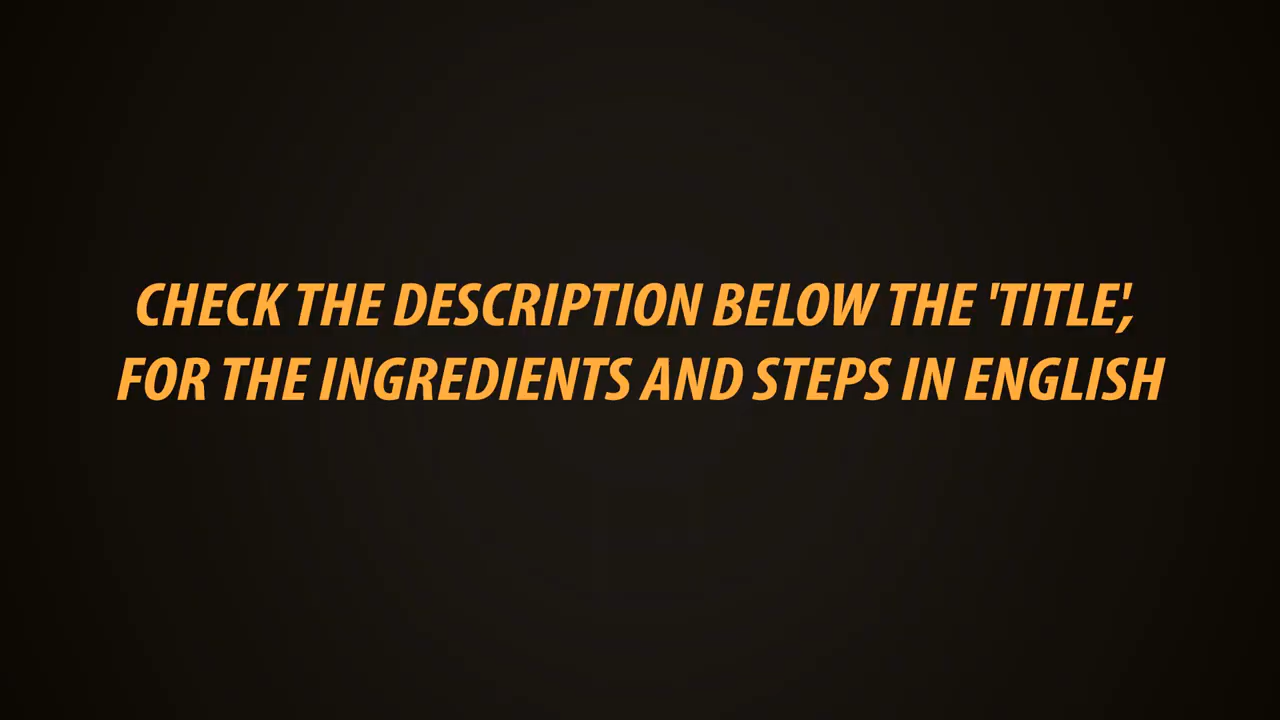 CHECK THE DESCRIPTION BELOW THE 'TITLE',
FOR THE INGREDIENTS AND STEPS IN ENGLISH